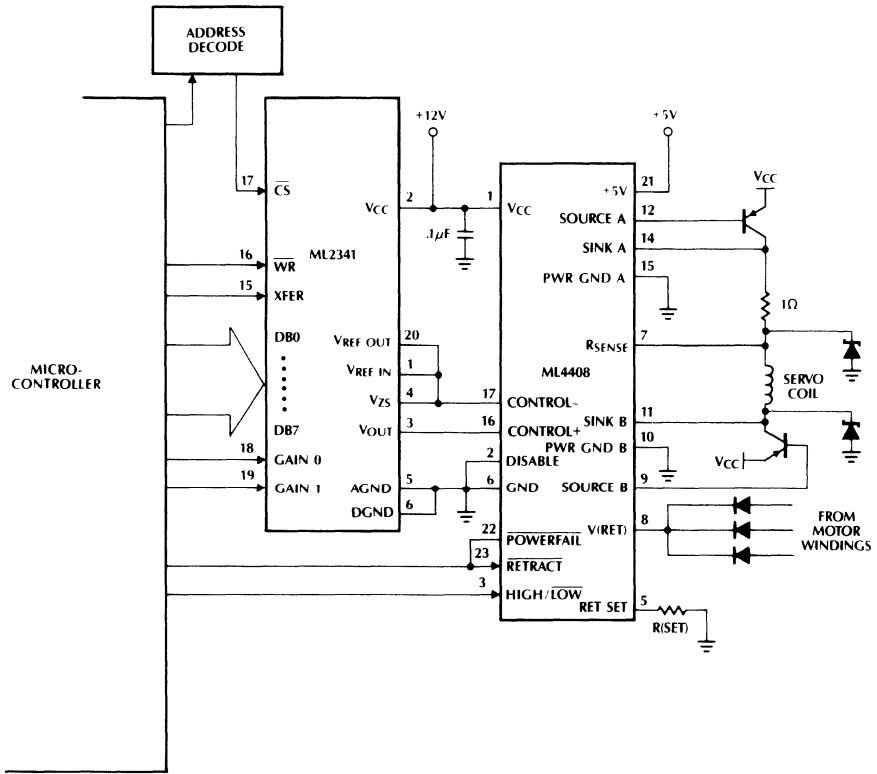 ADDRESS
DECODE
MICRO-
CONTROLLER
17
CS
16
WR
15
XFER
DB0
DB7
18
GAIN 0
19
GAIN 1
ML2341
VCC
2
VREF OUT
20
VREF IN
1
VZS
4
VOUT
3
AGND
5
DGND
6
+12V
.1µF
1
VCC
17
CONTROL-
16
CONTROL+
2
DISABLE
6
GND
22
POWERFAIL
23
RETRACT
3
HIGH/LOW
ML4408
+5V
+5V
21
SOURCE A
12
SINK A
14
PWR GND A
15
RSENSE
7
SINK B
11
PWR GND B
10
SOURCE B
9
V(RET)
8
RET SET
5
R(SET)
VCC
1Ω
SERVO
COIL
VCC
FROM
MOTOR
WINDINGS